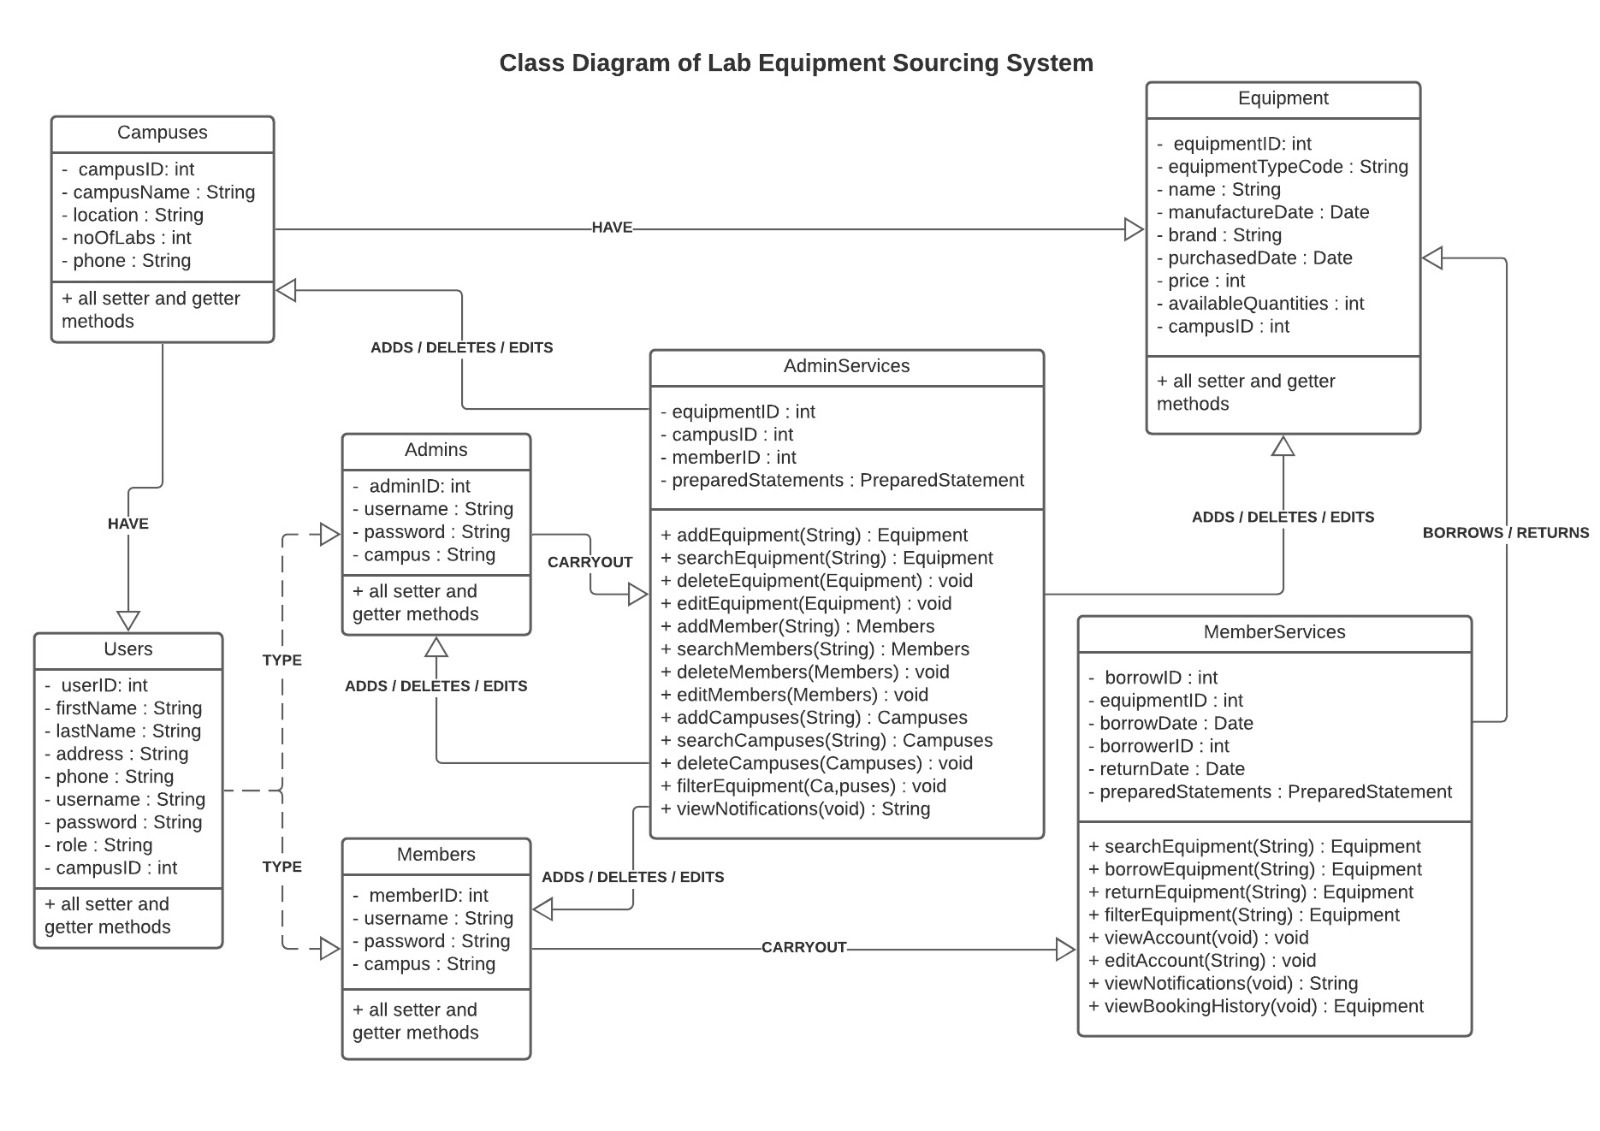 Class Diagram of Lab Equipment Sourcing System
Campuses
-  campusID: int
- campusName : String
- location : String
- noOfLabs : int
- phone : String
+ all setter and getter
methods
HAVE
Equipment
-  equipmentID: int
- equipmentTypeCode : String
- name : String
- manufactureDate : Date
- brand : String
- purchasedDate : Date
- price : int
- availableQuantities : int
- campusID : int
+ all setter and getter
methods
ADDS / DELETES / EDITS
AdminServices
- equipmentID : int
- campusID : int
- memberID : int
- preparedStatements : PreparedStatement
+ addEquipment(String) : Equipment
+ searchEquipment(String) : Equipment
+ deleteEquipment(Equipment) : void
+ editEquipment(Equipment) : void
+ addMember(String) : Members
+ searchMembers(String) : Members
+ deleteMembers(Members) : void
+ editMembers(Members) : void
+ addCampuses(String) : Campuses
+ searchCampuses(String) : Campuses
+ deleteCampuses(Campuses) : void
+ filterEquipment(Ca,puses) : void
+ viewNotifications(void) : String
Admins
-  adminID: int
- username : String
- password : String
- campus : String
+ all setter and
getter methods
CARRYOUT
HAVE
ADDS / DELETES / EDITS
BORROWS / RETURNS
Users
-  userID: int
- firstName : String
- lastName : String
- address : String
- phone : String
- username : String
- password : String
- role : String
- campusID : int
+ all setter and
getter methods
TYPE
ADDS / DELETES / EDITS
TYPE
Members
-  memberID: int
- username : String
- password : String
- campus : String
+ all setter and
getter methods
ADDS / DELETES / EDITS
CARRYOUT
MemberServices
-  borrowID : int
- equipmentID : int
- borrowDate : Date
- borrowerID : int
- returnDate : Date
- preparedStatements : PreparedStatement
+ searchEquipment(String) : Equipment
+ borrowEquipment(String) : Equipment
+ returnEquipment(String) : Equipment
+ filterEquipment(String) : Equipment
+ viewAccount(void) : void
+ editAccount(String) : void
+ viewNotifications(void) : String
+ viewBookingHistory(void) : Equipment